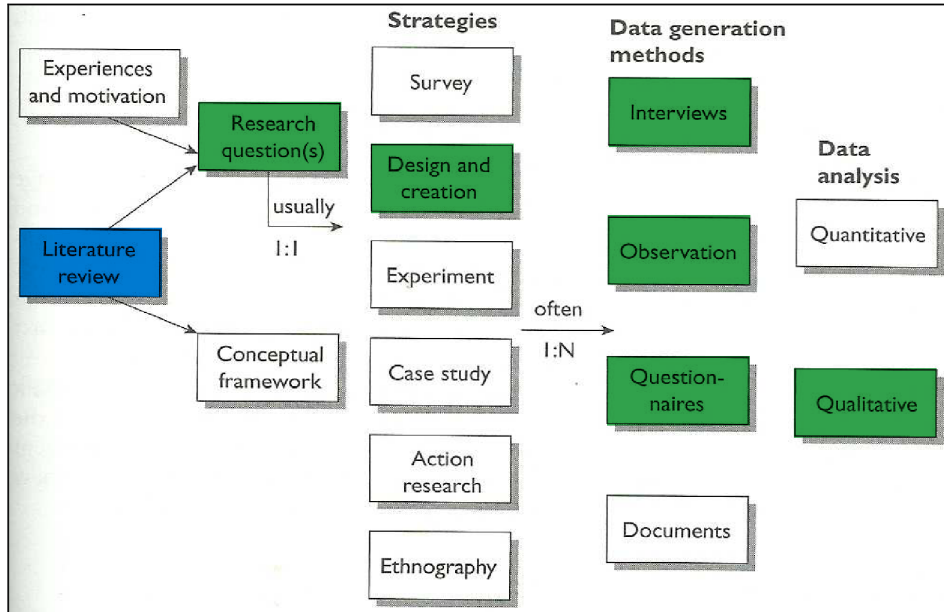 Experiences
and motivation
Literature
review
Research
question(s)
usually
1:1
Conceptual
framework
Strategies
Survey
Design and
creation
Experiment
Case study
Action
research
Ethnography
often
1:N
Data generation
methods
Interviews
Observation
Question-
naires
Documents
Data
analysis
Quantitative
Qualitative